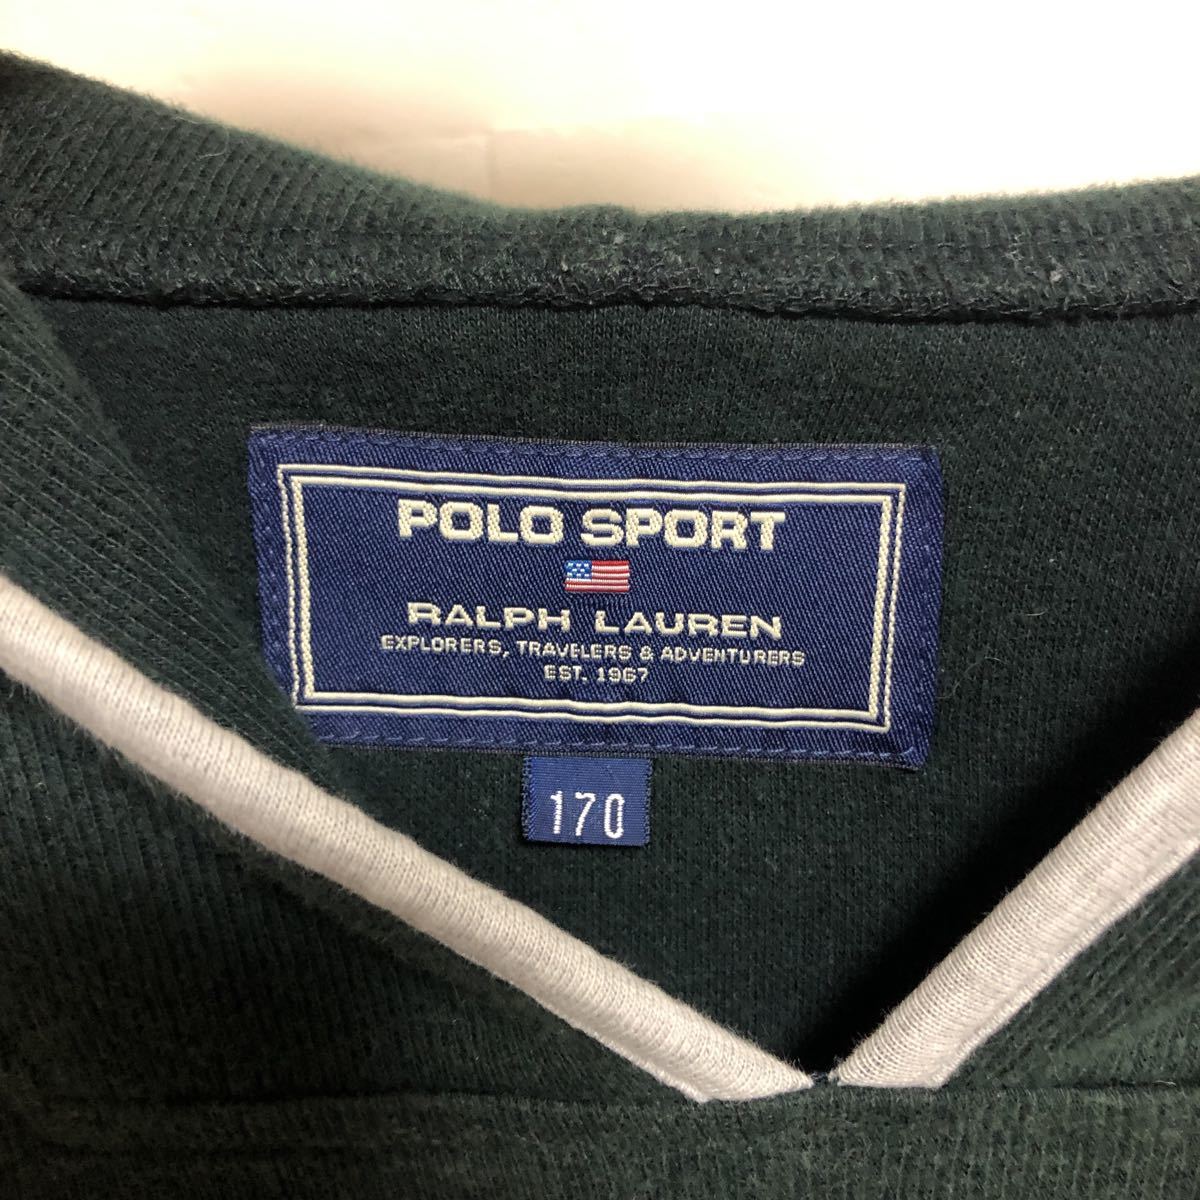 POLO SPORT
RALPH LAUREN
EXPLORERS, TRAVELERS & ADVENTURERS
EST. 1967
170